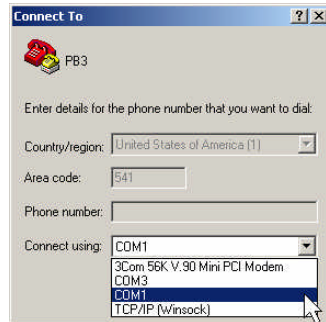 Connect To
PB3
Enter details for the phone number that you want to dial:
Country/region: United States of America (1)
Area code: 541
Phone number:
Connect using: COM1
3Com 56K V.90 Mini PCI Modem
COM3
COM1
TCP/IP (Winsock)